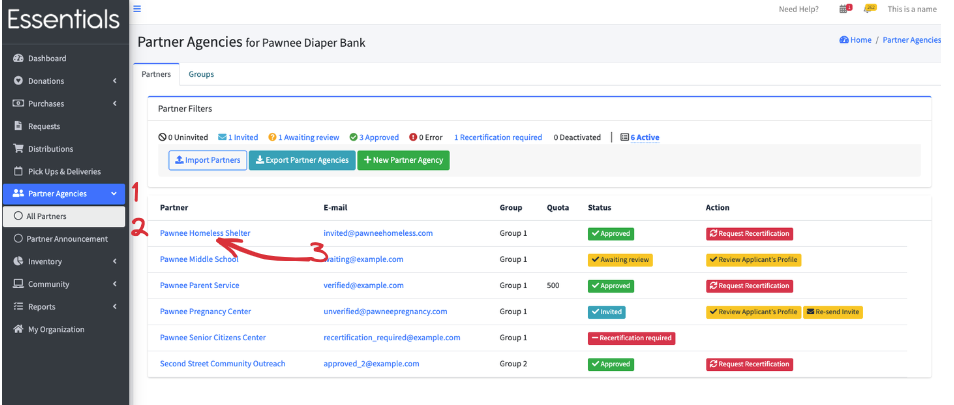 Essentials
Need Help? This is a name
Partner Agencies for Pawnee Diaper Bank
Home / Partner Agencies
Dashboard
Donations
Purchases
Requests
Distributions
Pick Ups & Deliveries
Partner Agencies 1
All Partners 2
Partner Announcement
Inventory
Community
Reports
My Organization
Partners Groups
Partner Filters
0 Uninvited 1 Invited 1 Awaiting review 3 Approved 0 Error 1 Recertification required 0 Deactivated | 6 Active
Import Partners Export Partner Agencies New Partner Agency
Partner E-mail Group Quota Status Action
Pawnee Homeless Shelter invited@pawneehomeless.com Group 1 Approved Request Recertification
3
Pawnee Middle School waiting@example.com Group 1 Awaiting review Review Applicant's Profile
Pawnee Parent Service verified@example.com Group 1 500 Approved Request Recertification
Pawnee Pregnancy Center unverified@pawneepregnancy.com Group 1 Invited Review Applicant's Profile Re-send Invite
Pawnee Senior Citizens Center recertification_required@example.com Group 1 Recertification required
Second Street Community Outreach approved_2@example.com Group 2 Approved Request Recertification